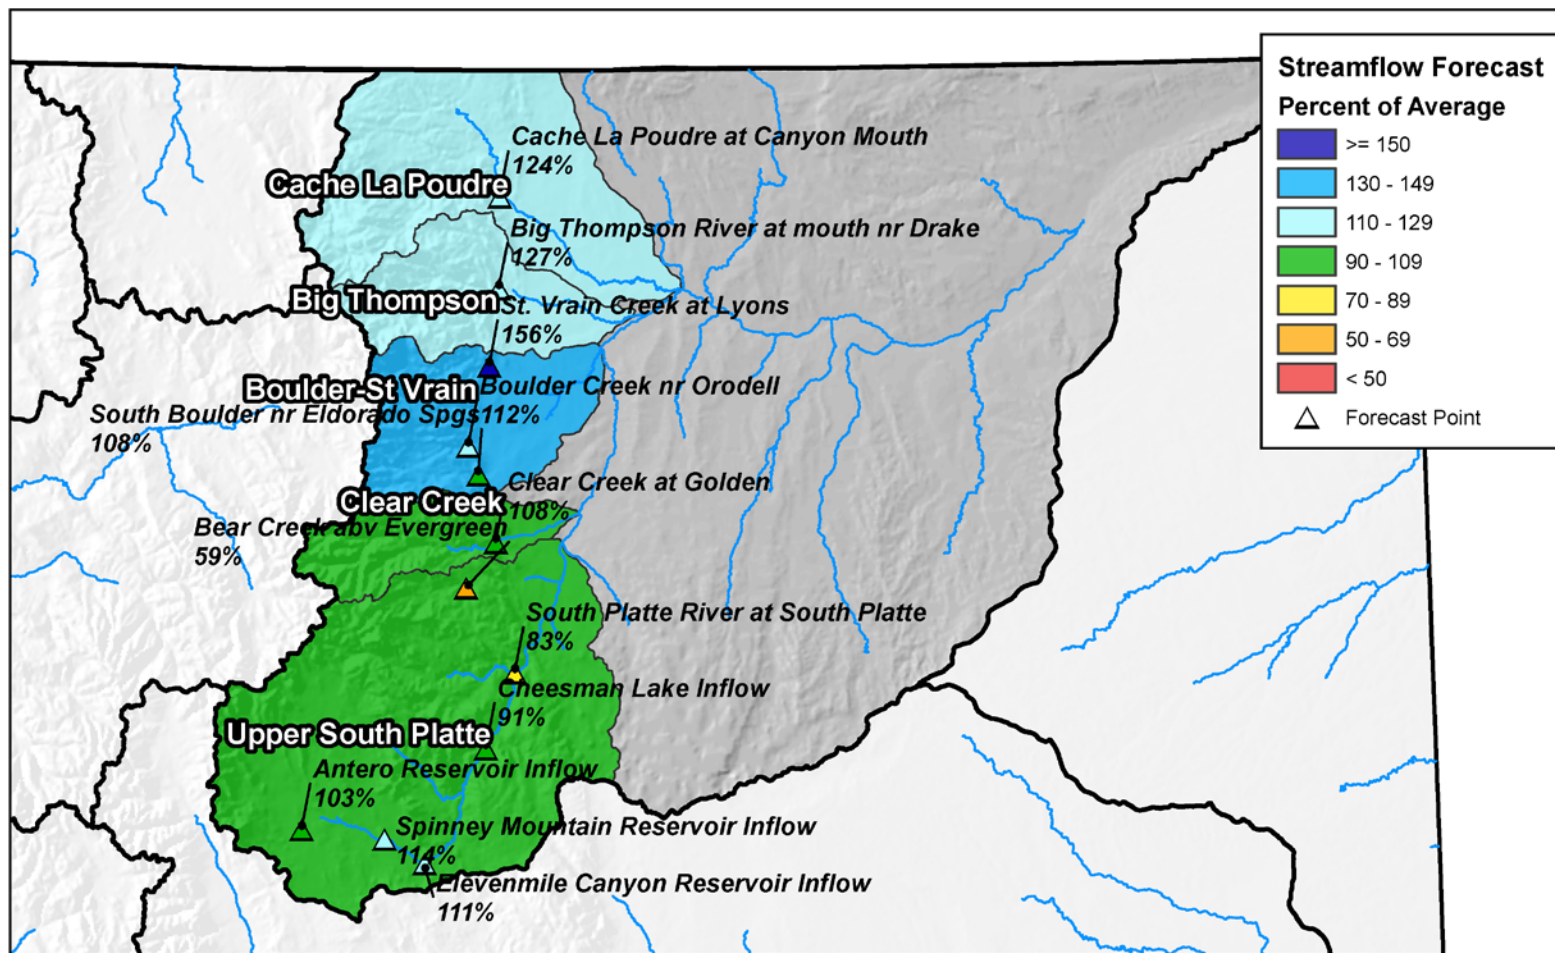 Streamflow Forecast
Percent of Average
>= 150
130 - 149
110 - 129
90 - 109
70 - 89
50 - 69
< 50
Forecast Point
Cache La Poudre at Canyon Mouth
124%
Cache La Poudre
Big Thompson River at mouth nr Drake
127%
Big Thompson
St. Vrain Creek at Lyons
156%
Boulder-St Vrain
Boulder Creek nr Orodell
112%
South Boulder nr Eldorado Spgs
108%
Clear Creek at Golden
108%
Clear Creek
Bear Creek abv Evergreen
59%
South Platte River at South Platte
83%
Cheesman Lake Inflow
91%
Upper South Platte
Antero Reservoir Inflow
103%
Spinney Mountain Reservoir Inflow
114%
Elevenmile Canyon Reservoir Inflow
111%